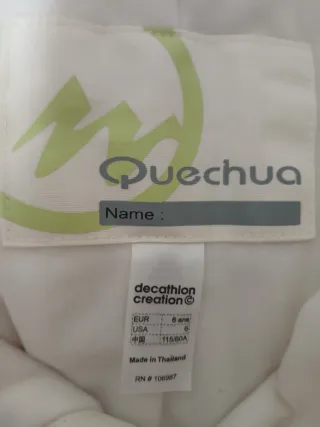 Quechua
Name :
decathlon
creation©
EUR 6 ans
USA 6
中国 115/60A
Made in Thailand
RN # 106987